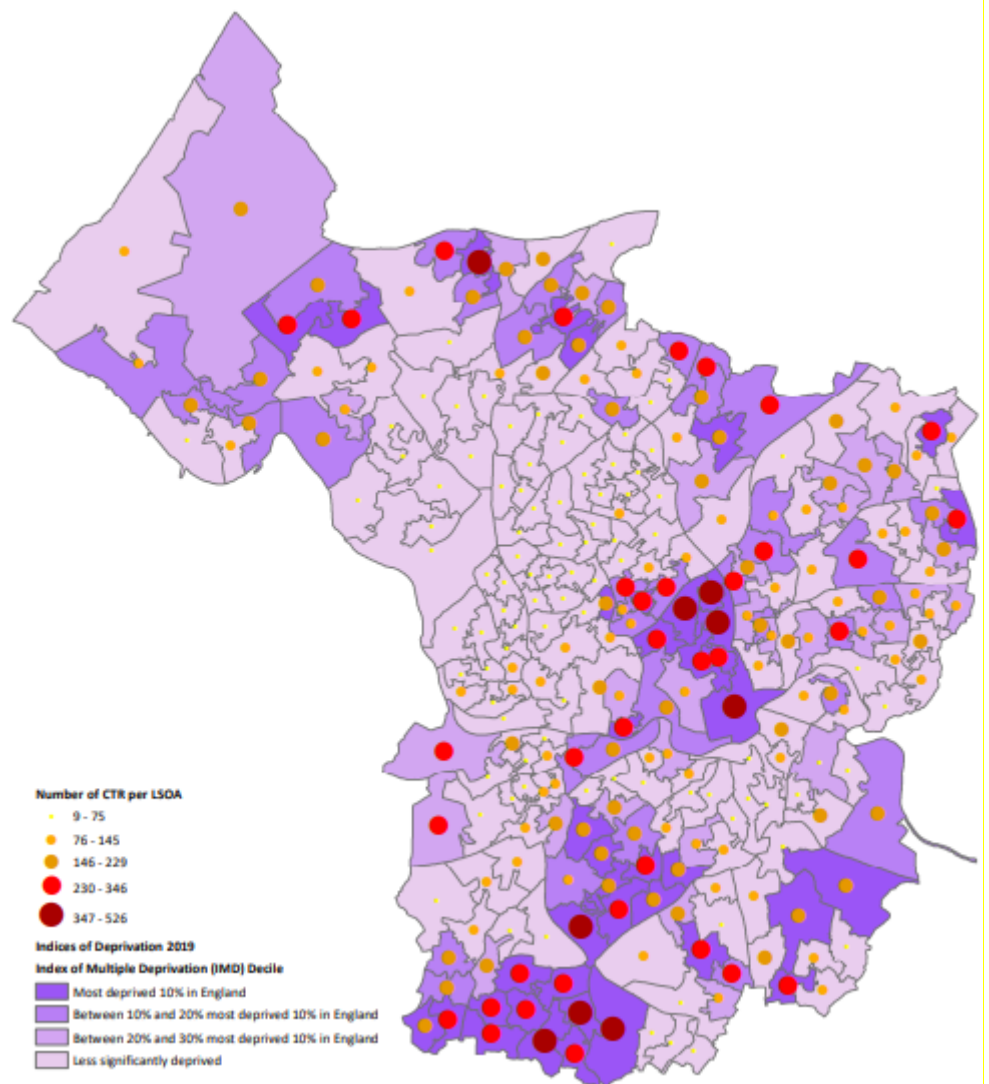 Number of CTR per LSOA
9 - 75
76 - 145
146 - 229
230 - 346
347 - 526
Indices of Deprivation 2019
Index of Multiple Deprivation (IMD) Decile
Most deprived 10% in England
Between 10% and 20% most deprived 10% in England
Between 20% and 30% most deprived 10% in England
Less significantly deprived